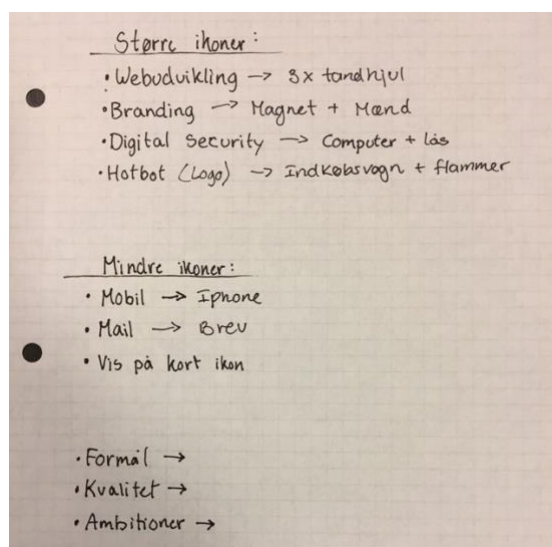 Større ikoner:
• Webudvikling → 3x tandhjul
• Branding → Magnet + Mænd
• Digital Security → Computer + lås
• Hotbot (Logo) → Indkøbsvogn + flammer
Mindre ikoner:
• Mobil → Iphone
• Mail → Brev
• Vis på kort ikon
• Formål →
• Kvalitet →
• Ambitioner →